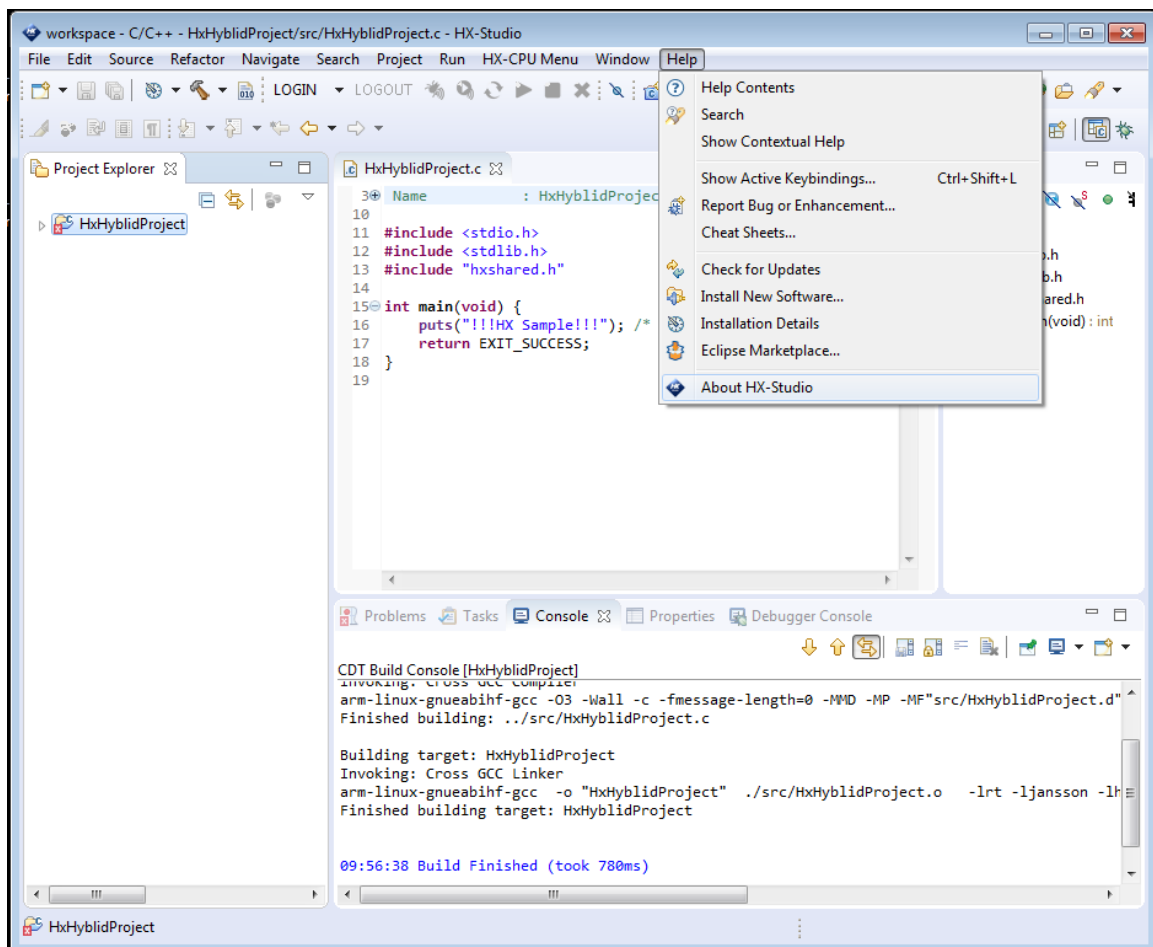 workspace - C/C++ - HxHyblidProject/src/HxHyblidProject.c - HX-Studio
File Edit Source Refactor Navigate Search Project Run HX-CPU Menu Window Help
LOGIN LOGOUT
Help Contents
Search
Show Contextual Help
Show Active Keybindings... Ctrl+Shift+L
Report Bug or Enhancement...
Cheat Sheets...
Check for Updates
Install New Software...
Installation Details
Eclipse Marketplace...
About HX-Studio
Project Explorer
HxHyblidProject
HxHyblidProject.c
3 Name : HxHyblidProjec
10
11 #include <stdio.h>
12 #include <stdlib.h>
13 #include "hxshared.h"
14
15 int main(void) {
16 puts("!!!HX Sample!!!"); /*
17 return EXIT_SUCCESS;
18 }
19
.h
b.h
ared.h
(void) : int
Problems Tasks Console Properties Debugger Console
CDT Build Console [HxHyblidProject]
Invoking: Cross GCC Compiler
arm-linux-gnueabihf-gcc -O3 -Wall -c -fmessage-length=0 -MMD -MP -MF"src/HxHyblidProject.d"
Finished building: ../src/HxHyblidProject.c
Building target: HxHyblidProject
Invoking: Cross GCC Linker
arm-linux-gnueabihf-gcc -o "HxHyblidProject" ./src/HxHyblidProject.o -lrt -ljansson -lh
Finished building target: HxHyblidProject
09:56:38 Build Finished (took 780ms)
HxHyblidProject